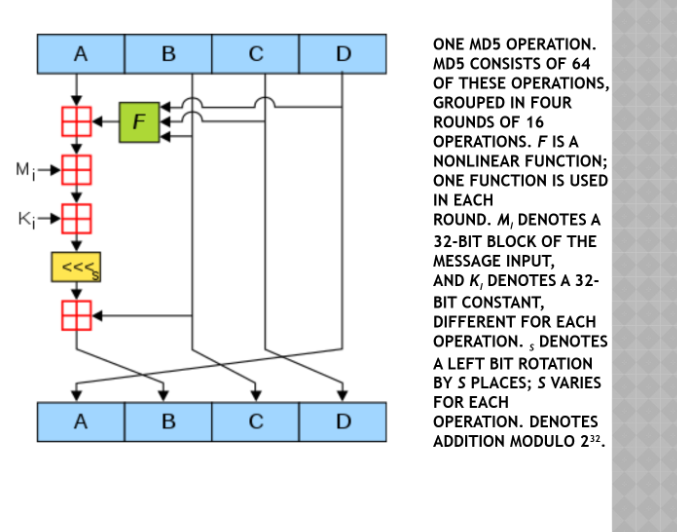 A B C D
F
Mi
Ki
<<<s
A B C D
ONE MD5 OPERATION.
MD5 CONSISTS OF 64
OF THESE OPERATIONS,
GROUPED IN FOUR
ROUNDS OF 16
OPERATIONS. F IS A
NONLINEAR FUNCTION;
ONE FUNCTION IS USED
IN EACH
ROUND. Mi DENOTES A
32-BIT BLOCK OF THE
MESSAGE INPUT,
AND Ki DENOTES A 32-
BIT CONSTANT,
DIFFERENT FOR EACH
OPERATION. s DENOTES
A LEFT BIT ROTATION
BY S PLACES; S VARIES
FOR EACH
OPERATION. DENOTES
ADDITION MODULO 2³².